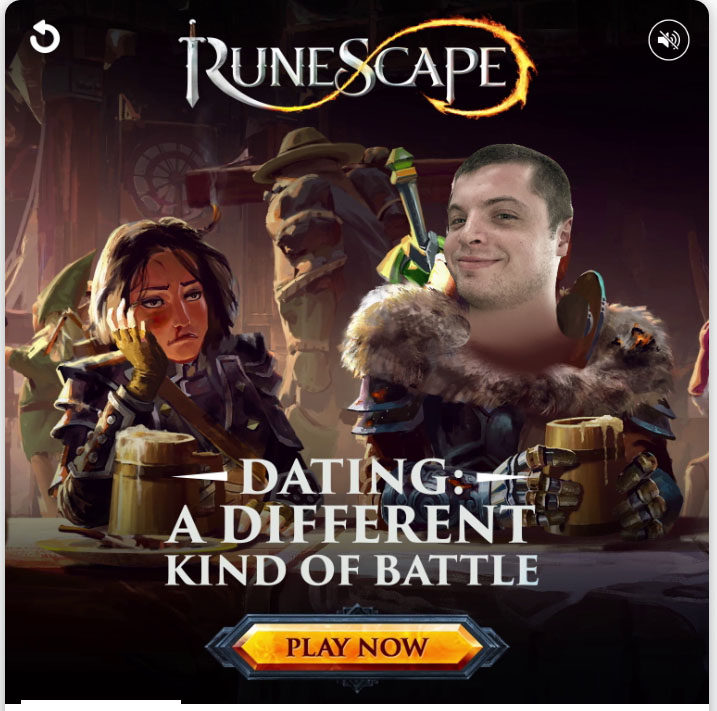 RUNESCAPE
DATING:
A DIFFERENT
KIND OF BATTLE
PLAY NOW